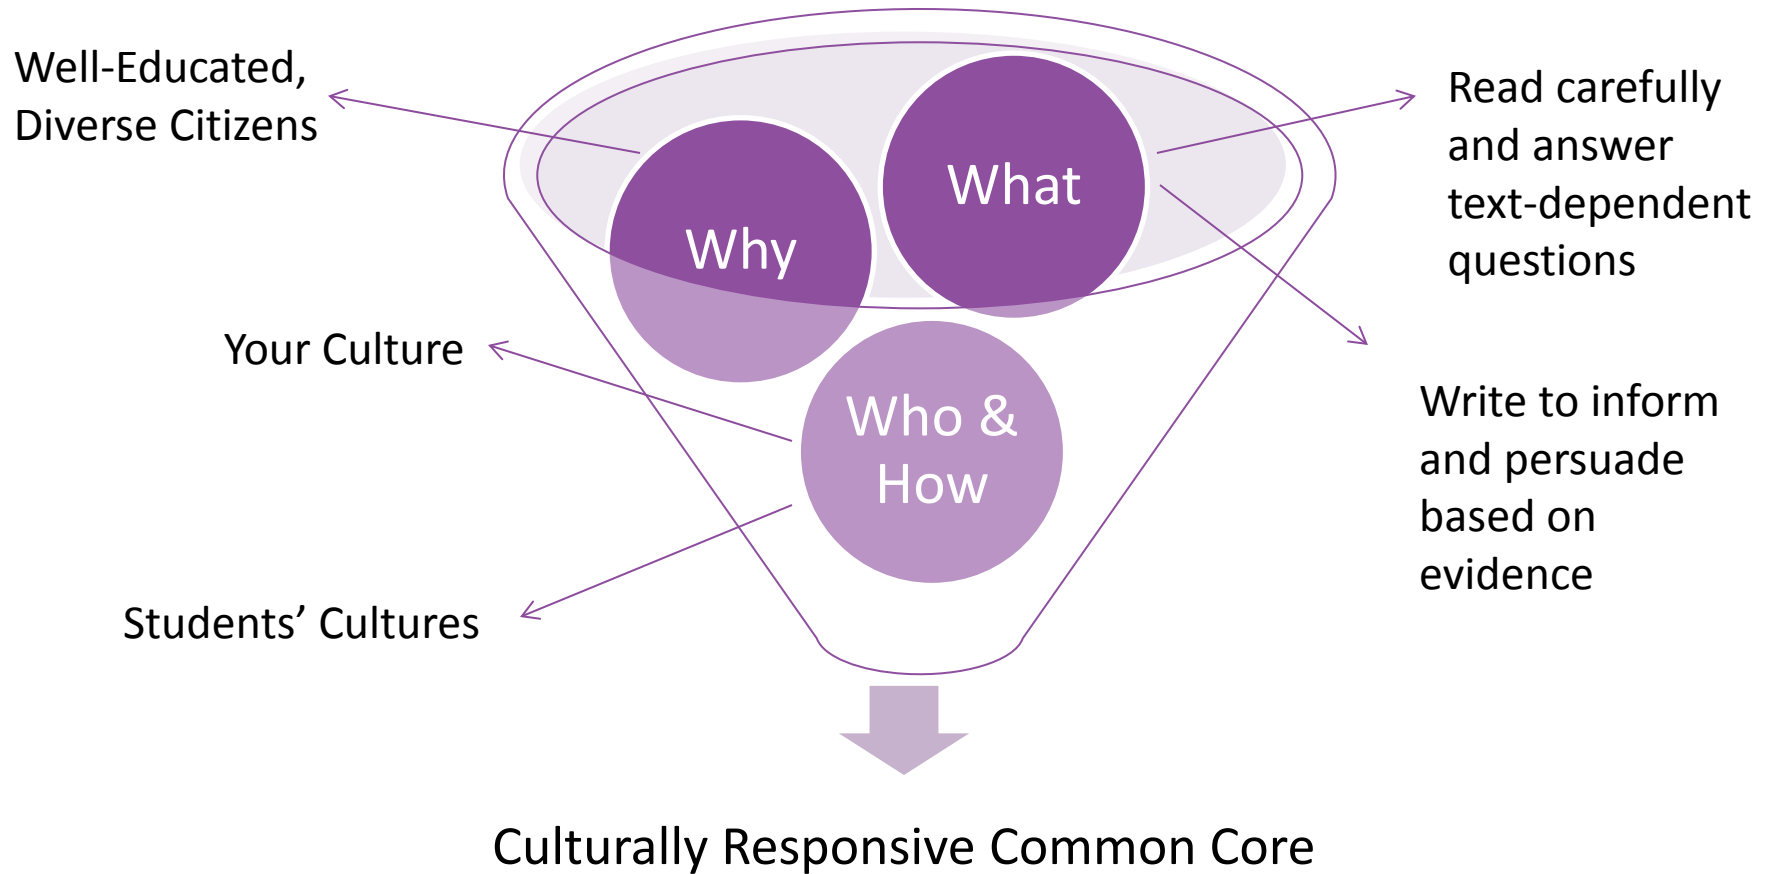 Well-Educated,
Diverse Citizens
Why
What
Read carefully
and answer
text-dependent
questions
Your Culture
Who &
How
Write to inform
and persuade
based on
evidence
Students’ Cultures
Culturally Responsive Common Core